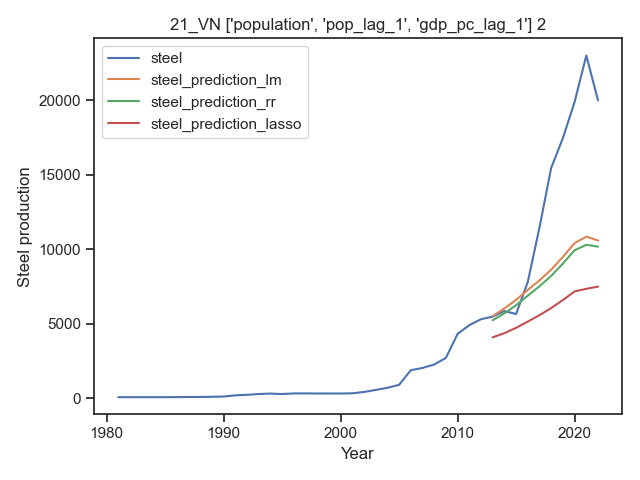 21_VN ['population', 'pop_lag_1', 'gdp_pc_lag_1'] 2
steel
steel_prediction_lm
steel_prediction_rr
steel_prediction_lasso
Steel production
20000
15000
10000
5000
0
1980
1990
2000
2010
2020
Year